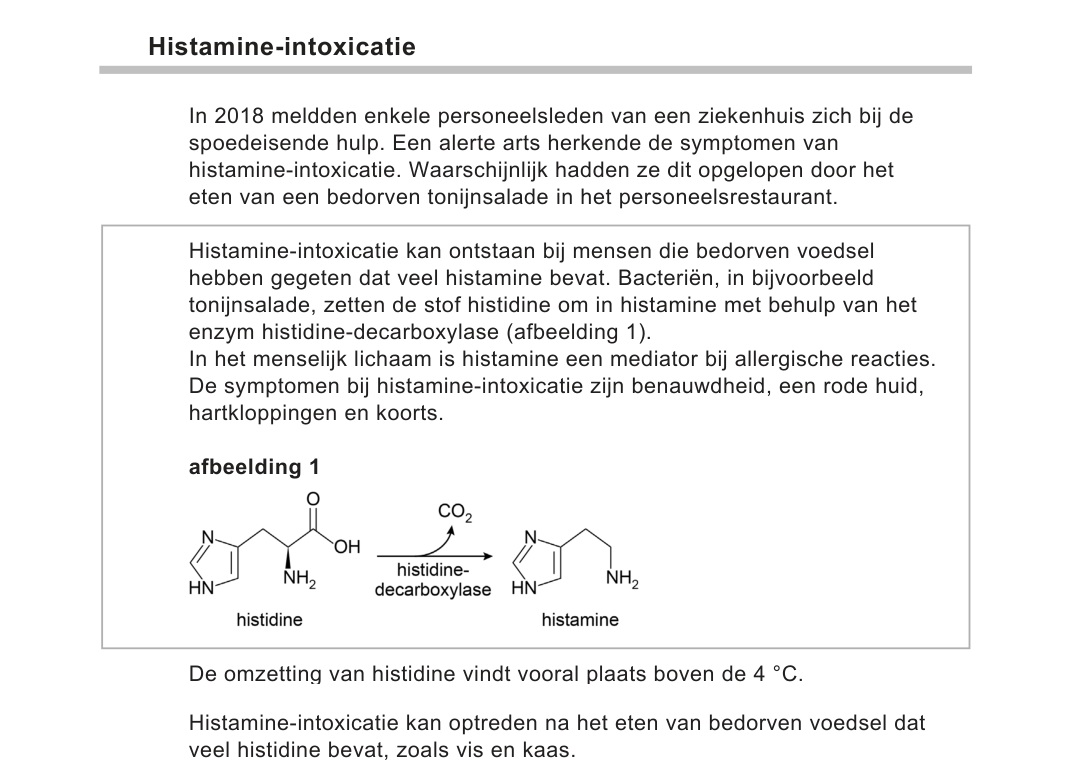 Histamine-intoxicatie
In 2018 meldden enkele personeelsleden van een ziekenhuis zich bij de
spoedeisende hulp. Een alerte arts herkende de symptomen van
histamine-intoxicatie. Waarschijnlijk hadden ze dit opgelopen door het
eten van een bedorven tonijnsalade in het personeelsrestaurant.
Histamine-intoxicatie kan ontstaan bij mensen die bedorven voedsel
hebben gegeten dat veel histamine bevat. Bacteriën, in bijvoorbeeld
tonijnsalade, zetten de stof histidine om in histamine met behulp van het
enzym histidine-decarboxylase (afbeelding 1).
In het menselijk lichaam is histamine een mediator bij allergische reacties.
De symptomen bij histamine-intoxicatie zijn benauwdheid, een rode huid,
hartkloppingen en koorts.
afbeelding 1
O
N
OH
NH2
HN
histidine
CO2
histidine-
decarboxylase
N
HN
NH2
histamine
De omzetting van histidine vindt vooral plaats boven de 4 °C.
Histamine-intoxicatie kan optreden na het eten van bedorven voedsel dat
veel histidine bevat, zoals vis en kaas.